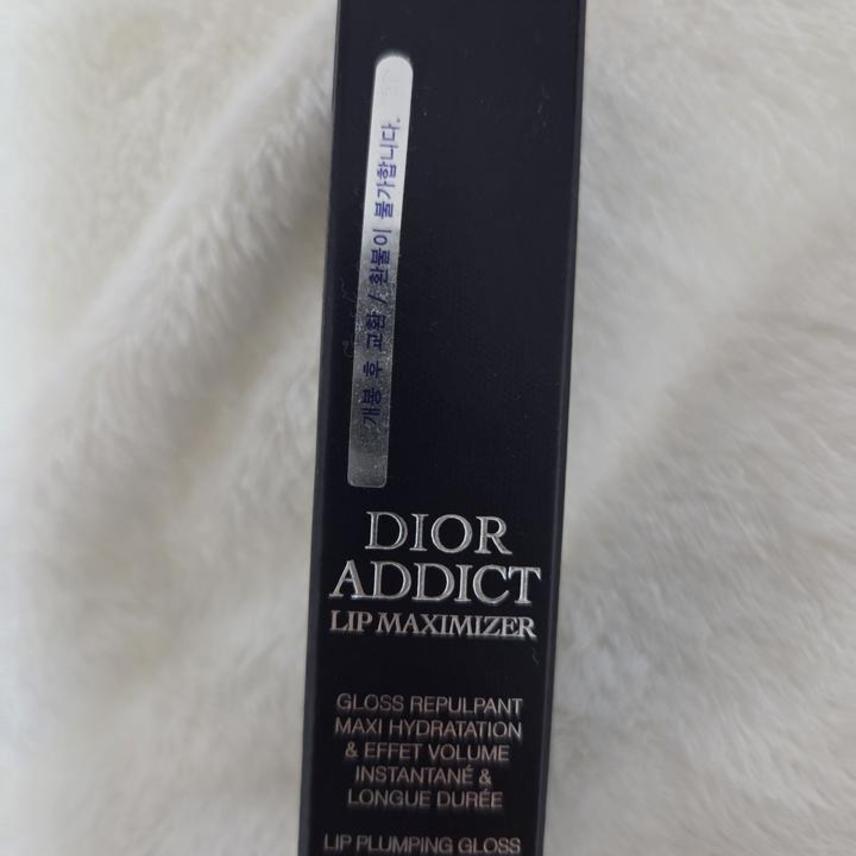 개봉 후 교환 / 환불이 불가합니다.
DIOR
ADDICT
LIP MAXIMIZER
GLOSS REPULPANT
MAXI HYDRATATION
& EFFET VOLUME
INSTANTANÉ &
LONGUE DURÉE
LIP PLUMPING GLOSS